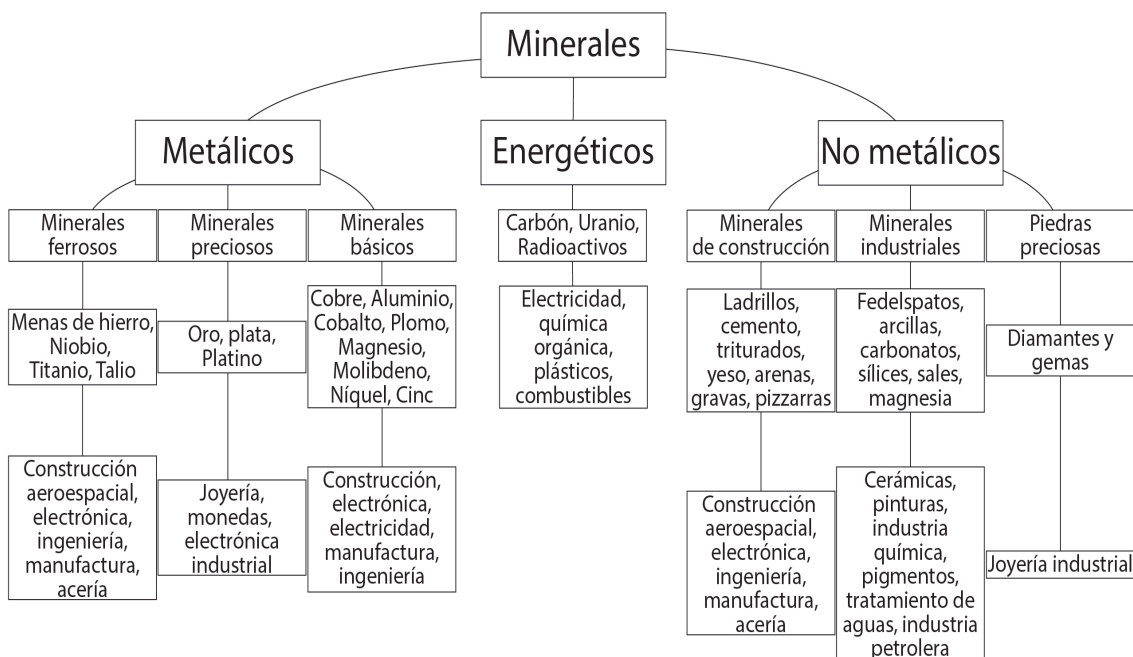 Minerales
Metálicos
Energéticos
No metálicos
Minerales
ferrosos
Minerales
preciosos
Minerales
básicos
Carbón, Uranio,
Radioactivos
Minerales
de construcción
Minerales
industriales
Piedras
preciosas
Menas de hierro,
Niobio,
Titanio, Talio
Oro, plata,
Platino
Cobre, Aluminio,
Cobalto, Plomo,
Magnesio,
Molibdeno,
Níquel, Cinc
Electricidad,
química
orgánica,
plásticos,
combustibles
Ladrillos,
cemento,
triturados,
yeso, arenas,
gravas, pizzarras
Fedelspatos,
arcillas,
carbonatos,
sílices, sales,
magnesia
Diamantes y
gemas
Construcción
aeroespacial,
electrónica,
ingeniería,
manufactura,
acería
Joyería,
monedas,
electrónica
industrial
Construcción,
electrónica,
electricidad,
manufactura,
ingeniería
Construcción
aeroespacial,
electrónica,
ingeniería,
manufactura,
acería
Cerámicas,
pinturas,
industria
química,
pigmentos,
tratamiento de
aguas, industria
petrolera
Joyería industrial